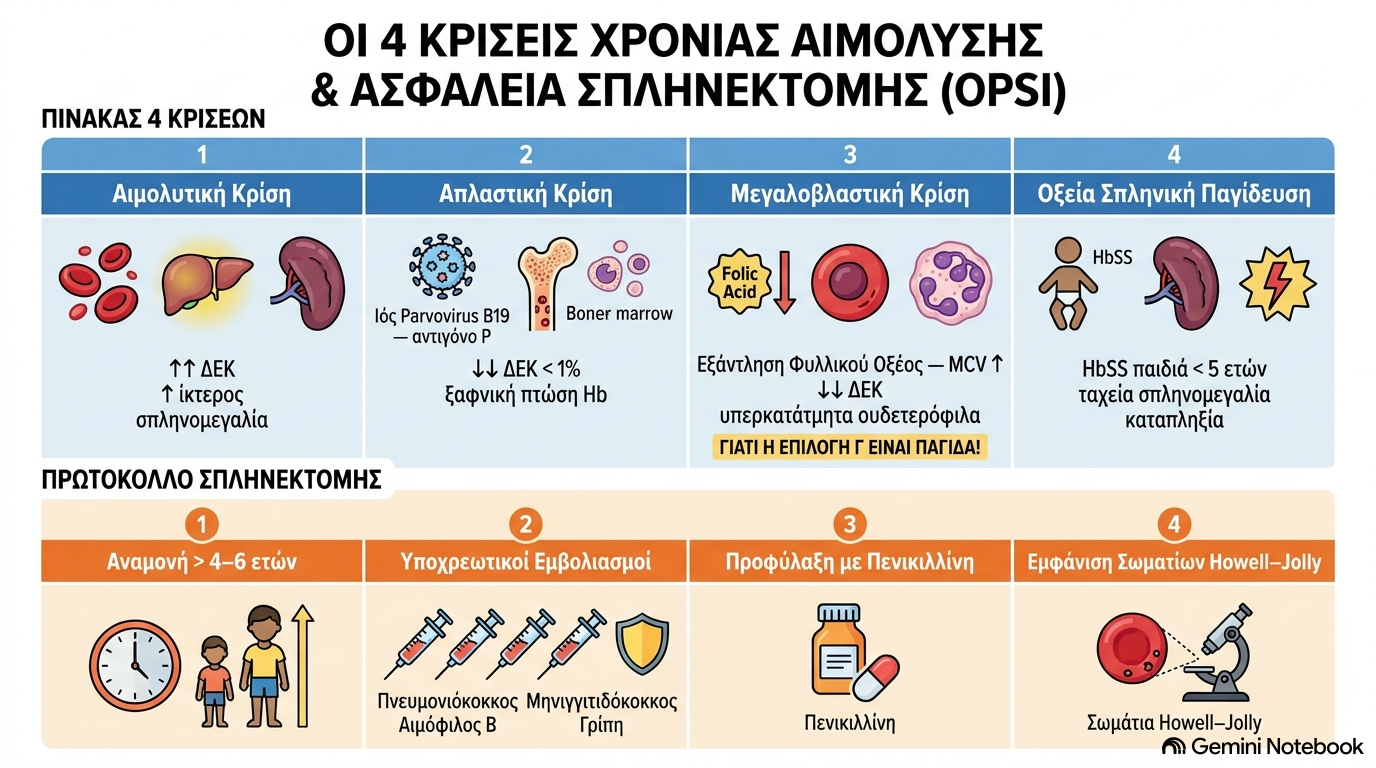 ΟΙ 4 ΚΡΙΣΕΙΣ ΧΡΟΝΙΑΣ ΑΙΜΟΛΥΣΗΣ
& ΑΣΦΑΛΕΙΑ ΣΠΛΗΝΕΚΤΟΜΗΣ (OPSI)
ΠΙΝΑΚΑΣ 4 ΚΡΙΣΕΩΝ
1
Αιμολυτική Κρίση
↑↑ ΔΕΚ
↑ ίκτερος
σπληνομεγαλία
2
Απλαστική Κρίση
Ιός Parvovirus B19
— αντιγόνο P
Boner marrow
↓↓ ΔΕΚ < 1%
ξαφνική πτώση Hb
3
Μεγαλοβλαστική Κρίση
Folic
Acid
Εξάντληση Φυλλικού Οξέος — MCV ↑
↓↓ ΔΕΚ
υπερκατάτμητα ουδετερόφιλα
ΓΙΑΤΙ Η ΕΠΙΛΟΓΗ Γ ΕΙΝΑΙ ΠΑΓΙΔΑ!
4
Οξεία Σπληνική Παγίδευση
HbSS
HbSS παιδιά < 5 ετών
ταχεία σπληνομεγαλία
καταπληξία
ΠΡΩΤΟΚΟΛΛΟ ΣΠΛΗΝΕΚΤΟΜΗΣ
1
Αναμονή > 4–6 ετών
2
Υποχρεωτικοί Εμβολιασμοί
Πνευμονιόκοκκος
Αιμόφιλος Β
Μηνιγγιτιδόκοκκος
Γρίπη
3
Προφύλαξη με Πενικιλλίνη
Πενικιλλίνη
4
Εμφάνιση Σωματίων Howell–Jolly
Σωμάτια Howell–Jolly
Gemini Notebook